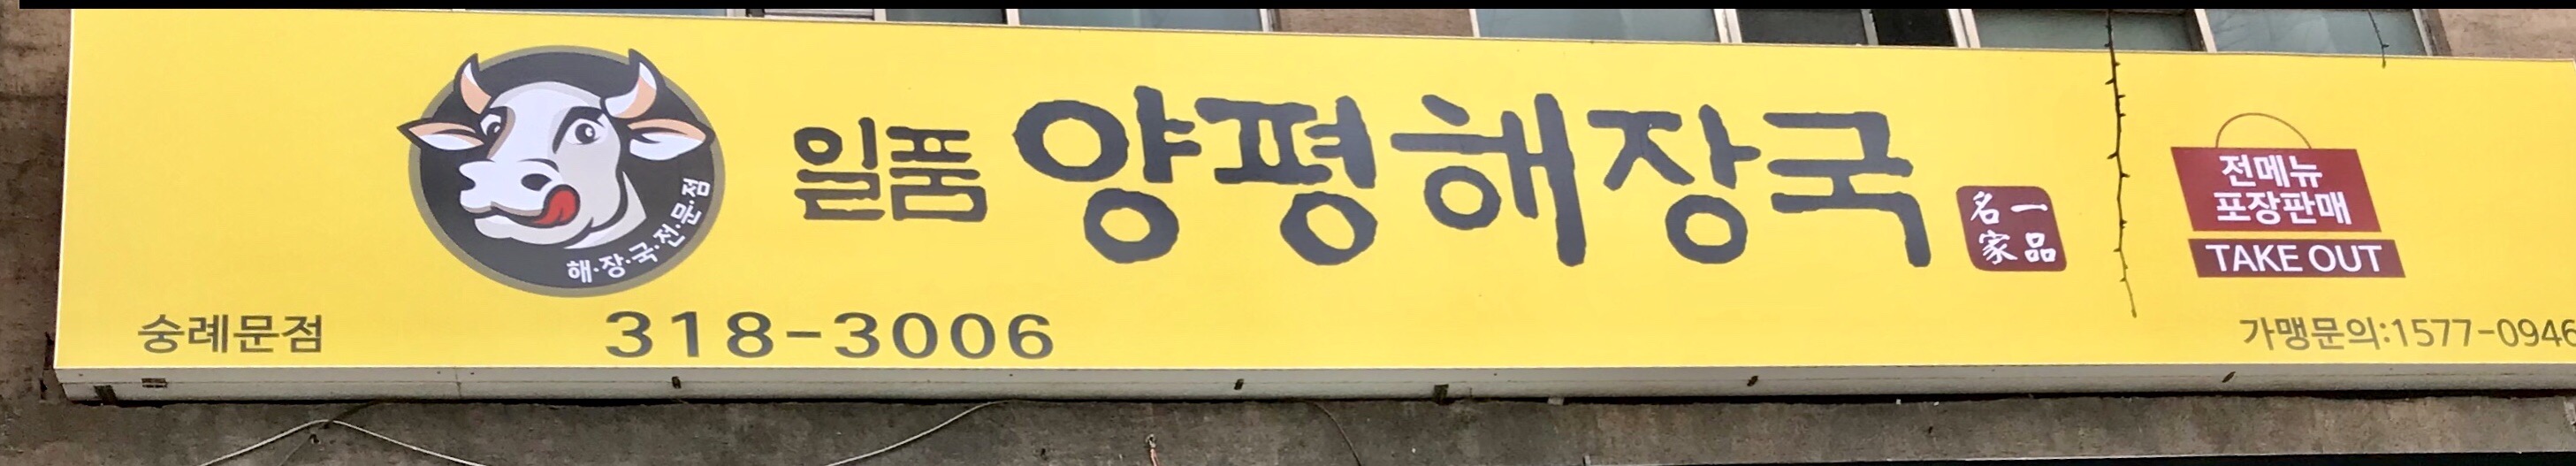 해·장·국·전·문·점
일품 양평해장국
一品
名家
전메뉴
포장판매
TAKE OUT
숭례문점
318-3006
가맹문의:1577-0946